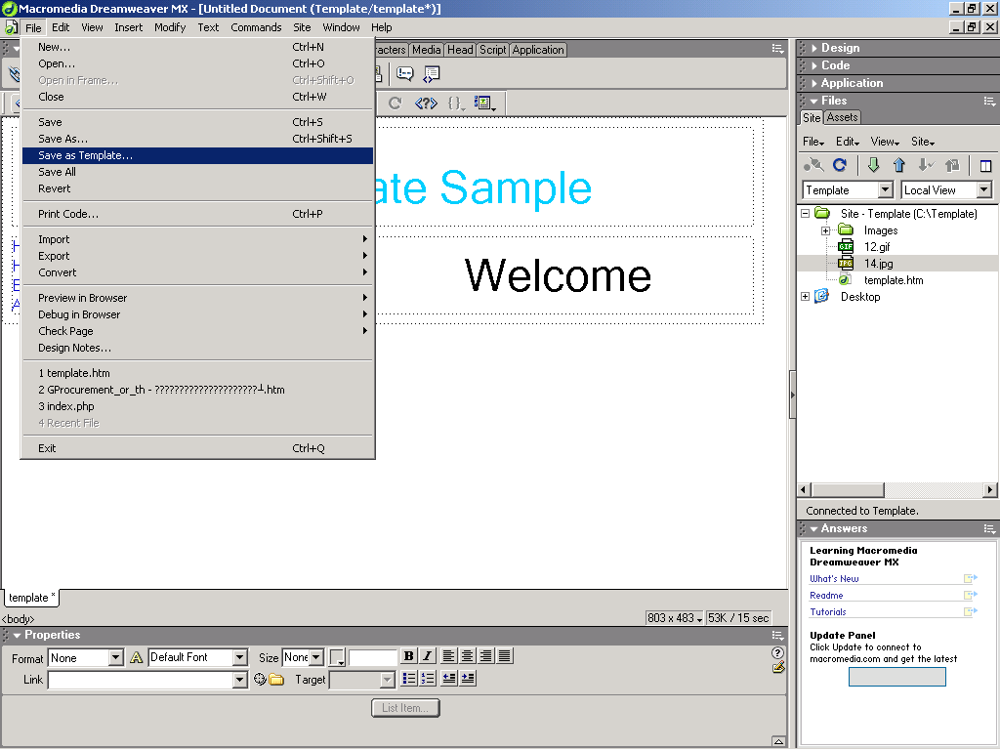 Macromedia Dreamweaver MX - [Untitled Document (Template/template*)]
File Edit View Insert Modify Text Commands Site Window Help
New... Ctrl+N
Open... Ctrl+O
Open in Frame... Ctrl+Shift+O
Close Ctrl+W
Save Ctrl+S
Save As... Ctrl+Shift+S
Save as Template...
Save All
Revert
Print Code... Ctrl+P
Import
Export
Convert
Preview in Browser
Debug in Browser
Check Page
Design Notes...
1 template.htm
2 GProcurement_or_th - ?????????????????????┴.htm
3 index.php
4 Recent File
Exit Ctrl+Q
acters Media Head Script Application
ate Sample
Welcome
H
H
E
A
template *
<body>
803 x 483 53K / 15 sec
Properties
Format None Default Font Size None B I
Link Target
List Item...
Design
Code
Application
Files
Site Assets
File Edit View Site
Template Local View
Site - Template (C:\Template)
Images
GIF 12.gif
JPG 14.jpg
template.htm
Desktop
Connected to Template.
Answers
Learning Macromedia
Dreamweaver MX
What's New
Readme
Tutorials
Update Panel
Click Update to connect to
macromedia.com and get the latest